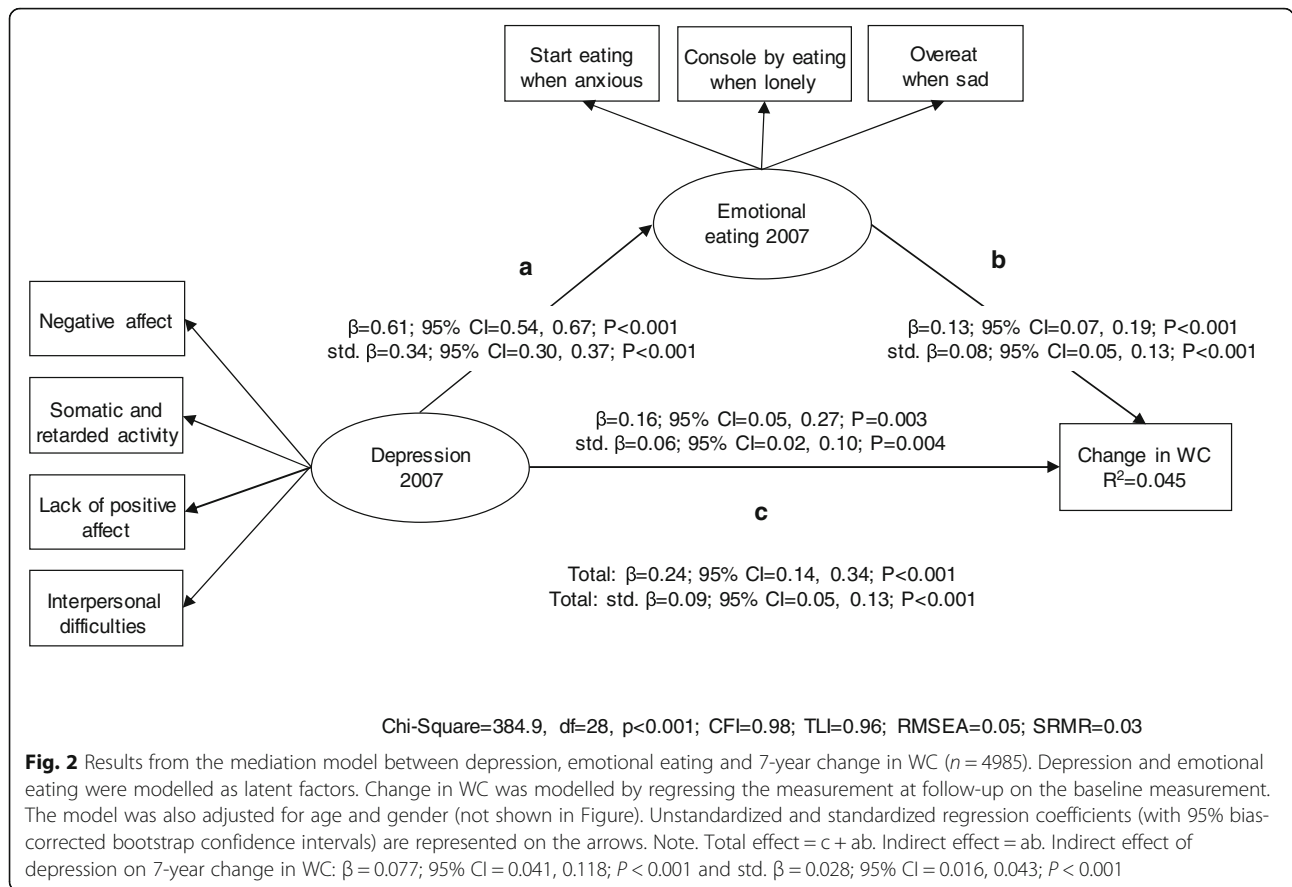 Start eating
when anxious
Console by eating
when lonely
Overeat
when sad
Emotional
eating 2007
a
b
Negative affect
β=0.61; 95% CI=0.54, 0.67; P<0.001
std. β=0.34; 95% CI=0.30, 0.37; P<0.001
β=0.13; 95% CI=0.07, 0.19; P<0.001
std. β=0.08; 95% CI=0.05, 0.13; P<0.001
Somatic and
retarded activity
β=0.16; 95% CI=0.05, 0.27; P=0.003
std. β=0.06; 95% CI=0.02, 0.10; P=0.004
Depression
2007
Change in WC
R²=0.045
Lack of positive
affect
c
Total: β=0.24; 95% CI=0.14, 0.34; P<0.001
Total: std. β=0.09; 95% CI=0.05, 0.13; P<0.001
Interpersonal
difficulties
Chi-Square=384.9, df=28, p<0.001; CFI=0.98; TLI=0.96; RMSEA=0.05; SRMR=0.03
Fig. 2 Results from the mediation model between depression, emotional eating and 7-year change in WC (n = 4985). Depression and emotional
eating were modelled as latent factors. Change in WC was modelled by regressing the measurement at follow-up on the baseline measurement.
The model was also adjusted for age and gender (not shown in Figure). Unstandardized and standardized regression coefficients (with 95% bias-
corrected bootstrap confidence intervals) are represented on the arrows. Note. Total effect = c + ab. Indirect effect = ab. Indirect effect of
depression on 7-year change in WC: β = 0.077; 95% CI = 0.041, 0.118; P < 0.001 and std. β = 0.028; 95% CI = 0.016, 0.043; P < 0.001